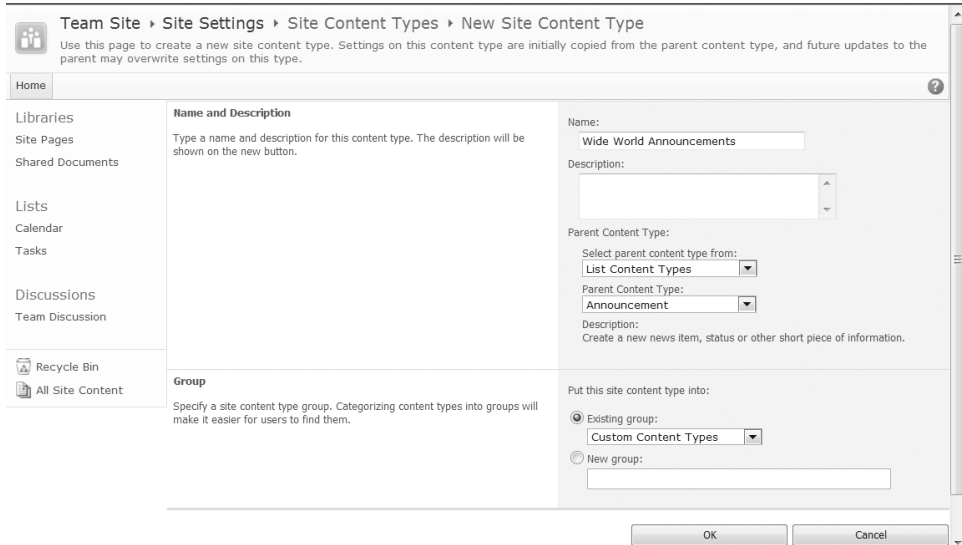 Team Site ▸ Site Settings ▸ Site Content Types ▸ New Site Content Type
Use this page to create a new site content type. Settings on this content type are initially copied from the parent content type, and future updates to the
parent may overwrite settings on this type.
Home
Libraries
Site Pages
Shared Documents
Lists
Calendar
Tasks
Discussions
Team Discussion
Recycle Bin
All Site Content
Name and Description
Type a name and description for this content type. The description will be
shown on the new button.
Name:
Wide World Announcements
Description:
Parent Content Type:
Select parent content type from:
List Content Types
Parent Content Type:
Announcement
Description:
Create a new news item, status or other short piece of information.
Group
Specify a site content type group. Categorizing content types into groups will
make it easier for users to find them.
Put this site content type into:
Existing group:
Custom Content Types
New group:
OK
Cancel